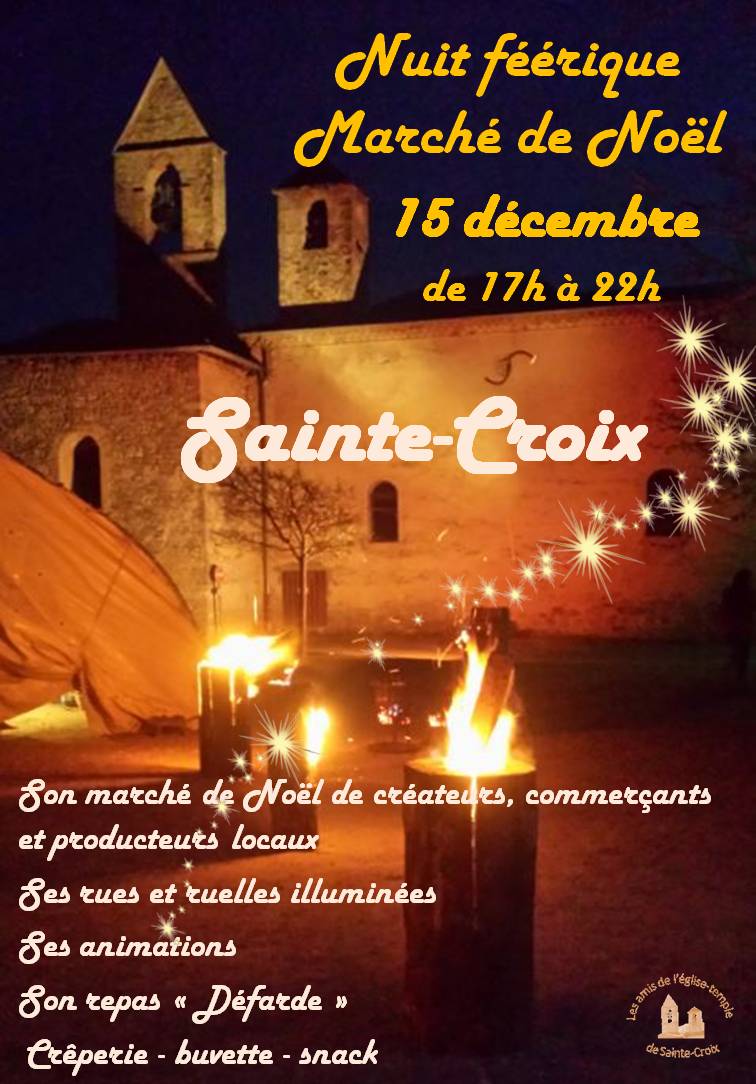 Nuit féérique
Marché de Noël
15 décembre
de 17h à 22h
Sainte-Croix
Son marché de Noël de créateurs, commerçants
et producteurs locaux
Ses rues et ruelles illuminées
Ses animations
Son repas « Défarde »
Crêperie - buvette - snack
Les amis de l'église-temple
de Sainte-Croix